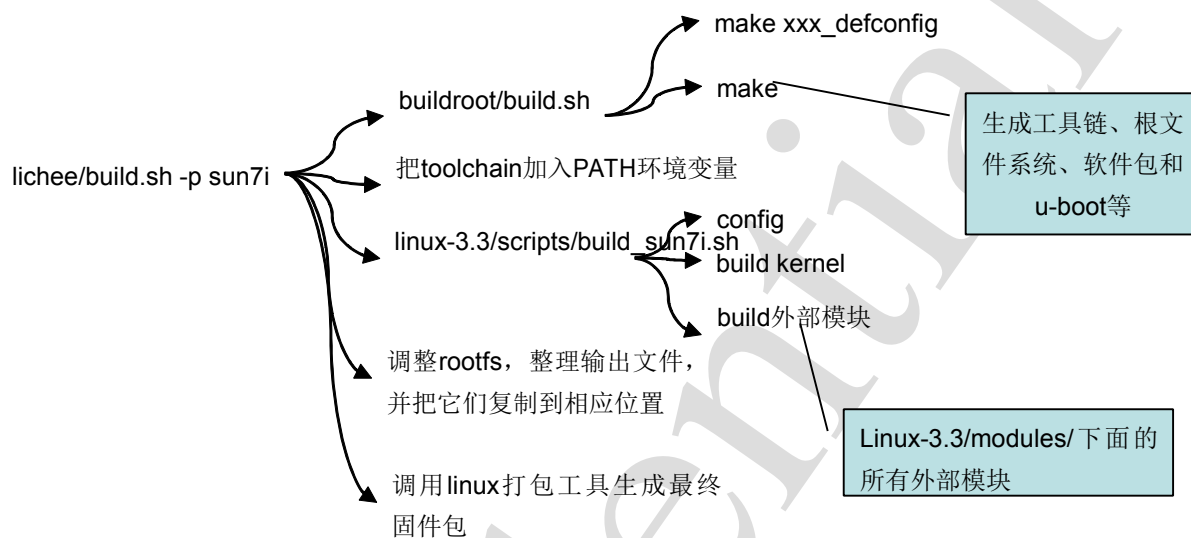 make xxx_defconfig
buildroot/build.sh
make
生成工具链、根文
件系统、软件包和
u-boot等
lichee/build.sh -p sun7i
把toolchain加入PATH环境变量
config
linux-3.3/scripts/build_sun7i.sh
build kernel
build外部模块
调整rootfs，整理输出文件，
并把它们复制到相应位置
Linux-3.3/modules/下面的
所有外部模块
调用linux打包工具生成最终
固件包
ential